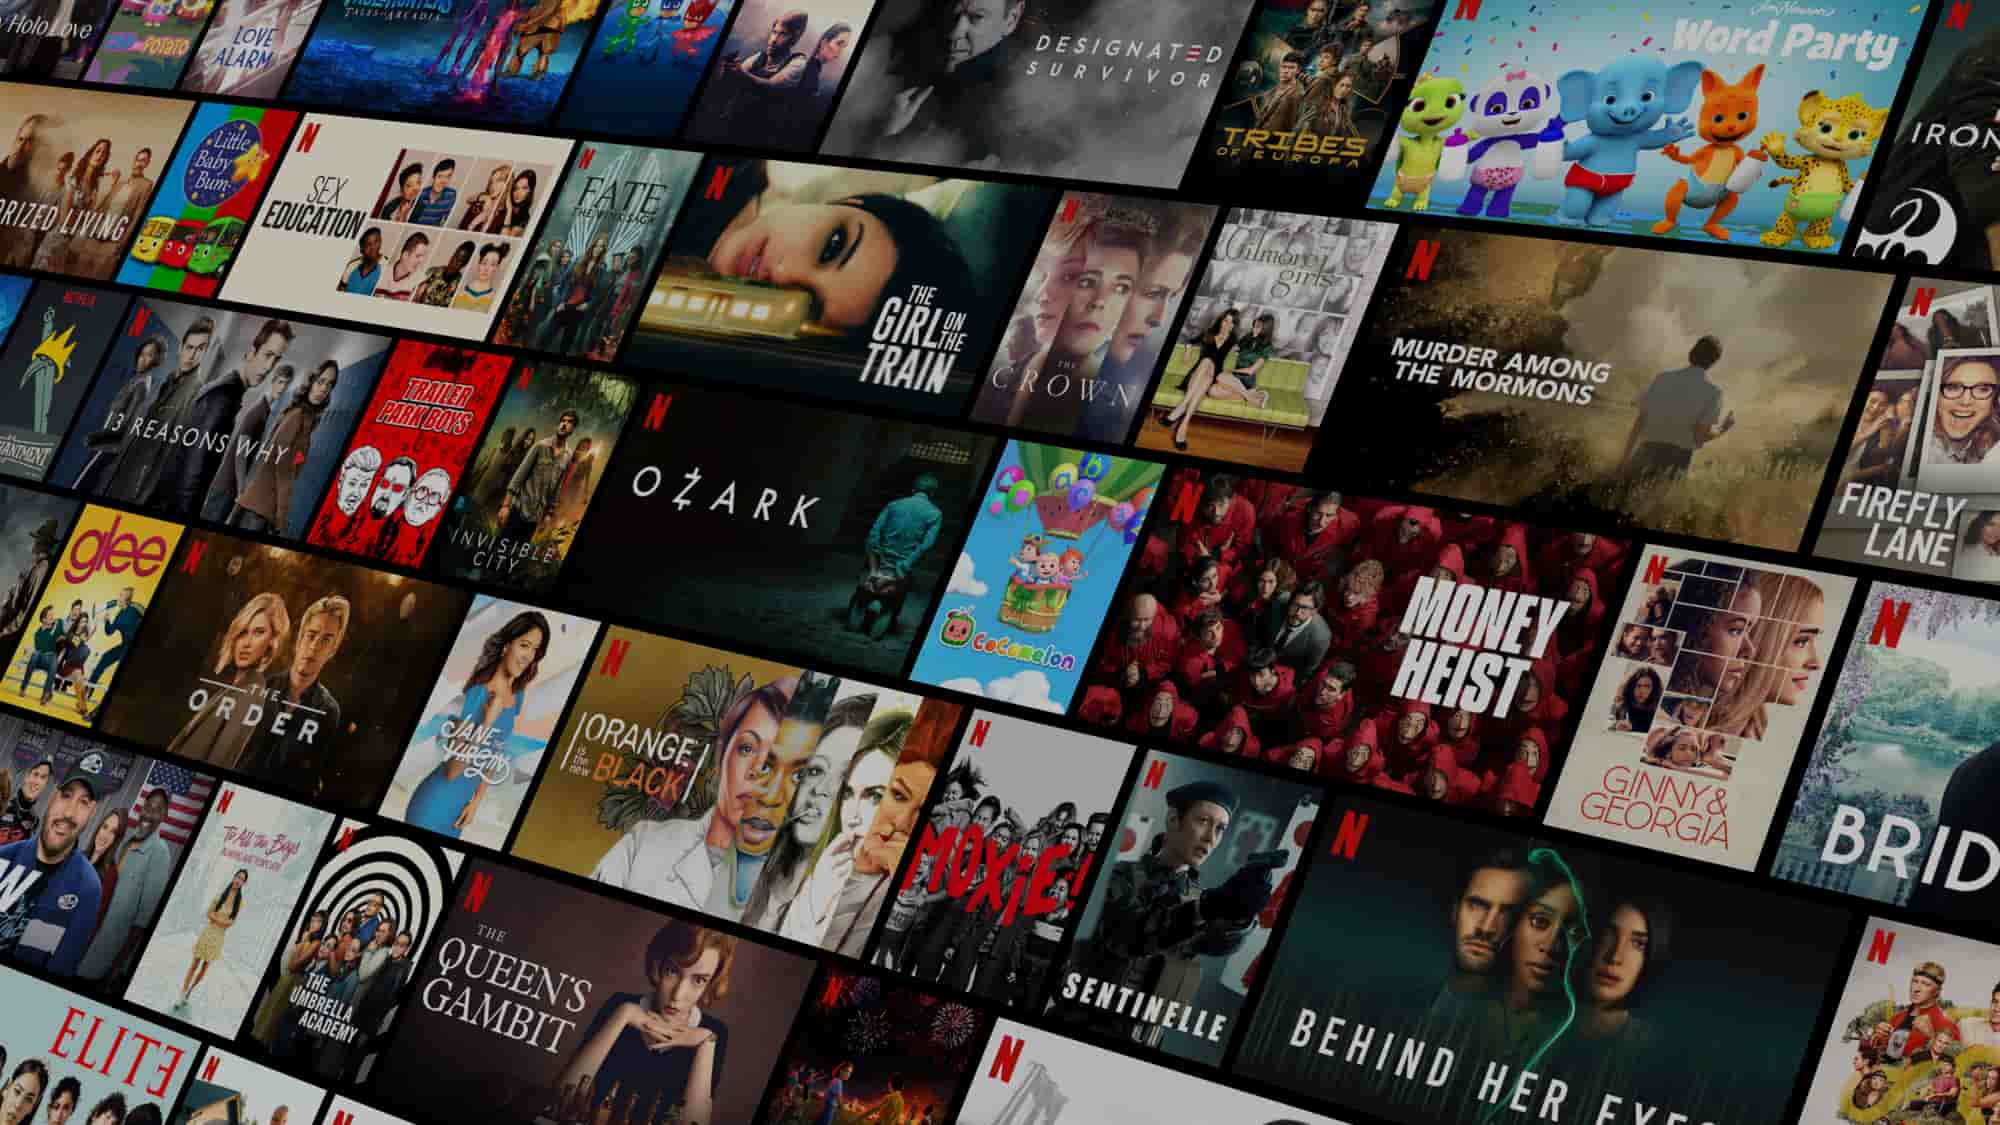 Holo Love
POTATO
LOVE
ALARM
TALES OF ARCADIA
DESIGNATED
SURVIVOR
TRIBES
OF EUROPA
Word Party
IRON
ORIZED LIVING
Little
Baby
Bum
N
SEX
EDUCATION
N
FATE
THE WINX SAGA
N
THE
GIRL ON
THE
TRAIN
N
THE
CROWN
Gilmore
girls
N
MURDER AMONG
THE MORMONS
N
FIREFLY
LANE
NETFLIX
HANTMENT
N
13 REASONS WHY
TRAILER
PARK BOYS
N
INVISIBLE
CITY
N
OZARK
CoComelon
N
MONEY
HEIST
N
GINNY &
GEORGIA
N
BRID
glee
N
THE
ORDER
JANE THE
VIRGIN
N
ORANGE
is the new
BLACK
N
MOXiE!
N
SENTINELLE
N
BEHIND HER EYES
N
To All the Boys
N
THE
UMBRELLA
ACADEMY
N
THE
QUEEN'S
GAMBIT
N
N
N
ELITE
N
N